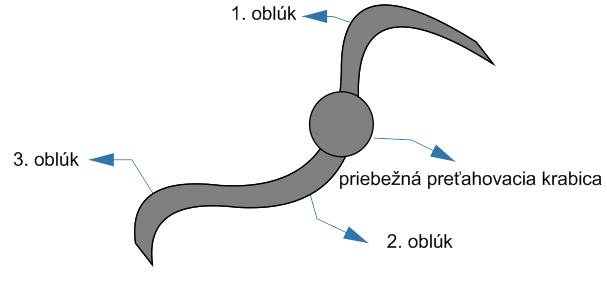 1. oblúk
priebežná preťahovacia krabica
3. oblúk
2. oblúk